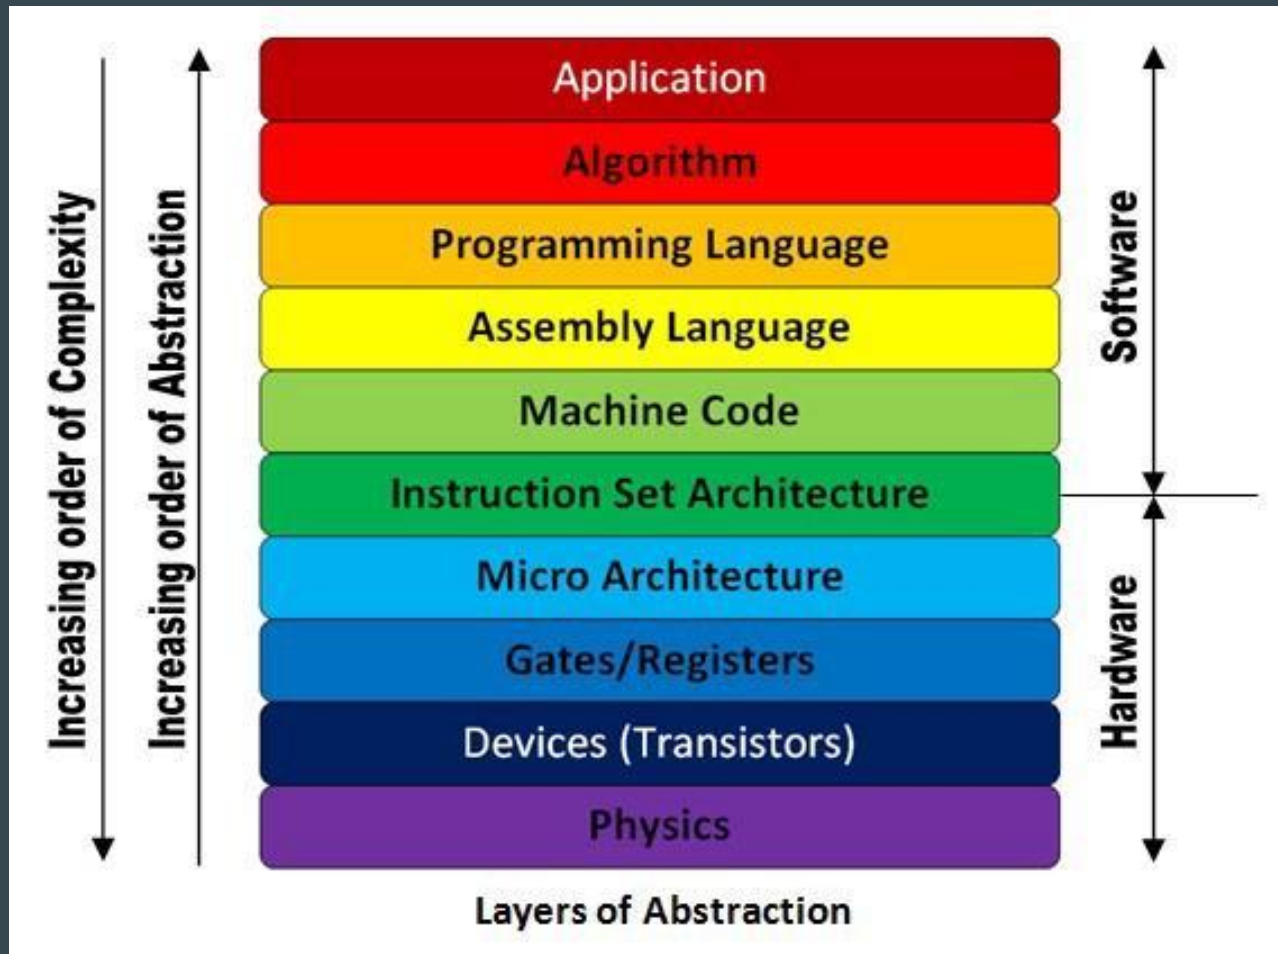 Increasing order of Complexity
Increasing order of Abstraction
Application
Algorithm
Programming Language
Assembly Language
Machine Code
Instruction Set Architecture
Micro Architecture
Gates/Registers
Devices (Transistors)
Physics
Software
Hardware
Layers of Abstraction